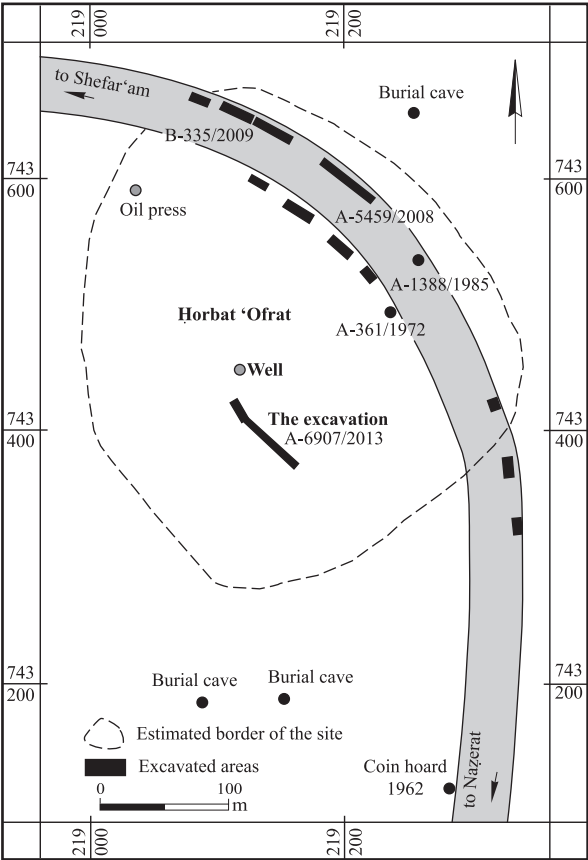 219
000
219
200
to Shefar‘am
Burial cave
B-335/2009
743
600
743
600
Oil press
A-5459/2008
A-1388/1985
Ḥorbat ‘Ofrat
A-361/1972
Well
743
400
743
400
The excavation
A-6907/2013
743
200
743
200
Burial cave
Burial cave
Estimated border of the site
Excavated areas
0
100
m
Coin hoard
1962
to Naẓerat
219
000
219
200